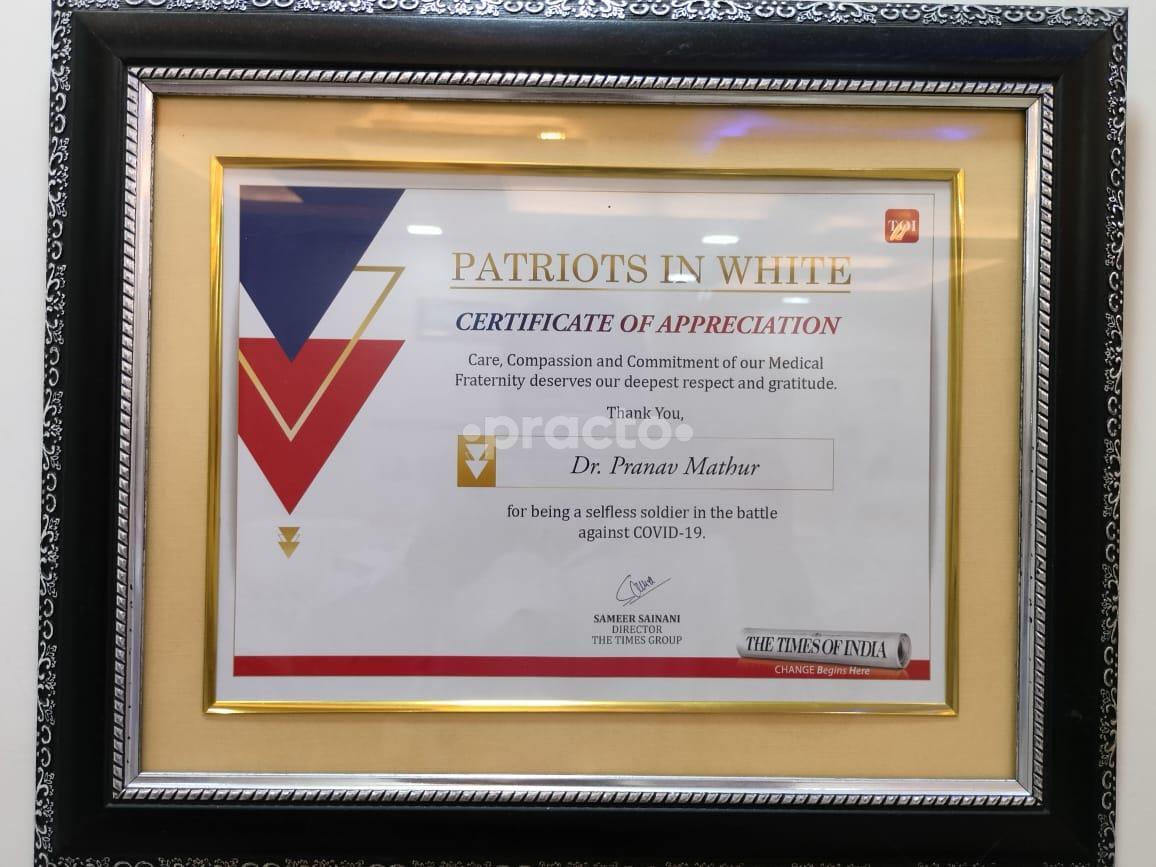 TOI
PATRIOTS IN WHITE
CERTIFICATE OF APPRECIATION
Care, Compassion and Commitment of our Medical
Fraternity deserves our deepest respect and gratitude.
Thank You,
•practo•
Dr. Pranav Mathur
for being a selfless soldier in the battle
against COVID-19.
SAMEER SAINANI
DIRECTOR
THE TIMES GROUP
THE TIMES OF INDIA
CHANGE Begins Here